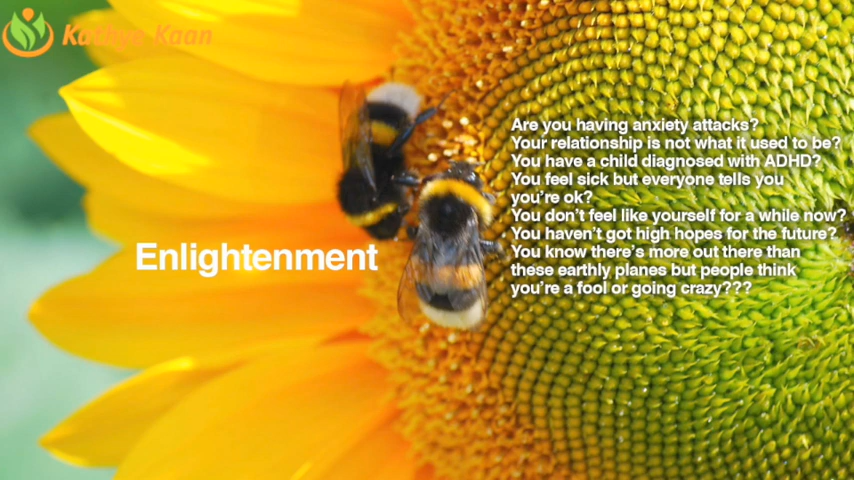 Kathye Kaan
Are you having anxiety attacks?
Your relationship is not what it used to be?
You have a child diagnosed with ADHD?
You feel sick but everyone tells you
you're ok?
You don't feel like yourself for a while now?
You haven't got high hopes for the future?
You know there's more out there than
these earthly planes but people think
you're a fool or going crazy???
Enlightenment